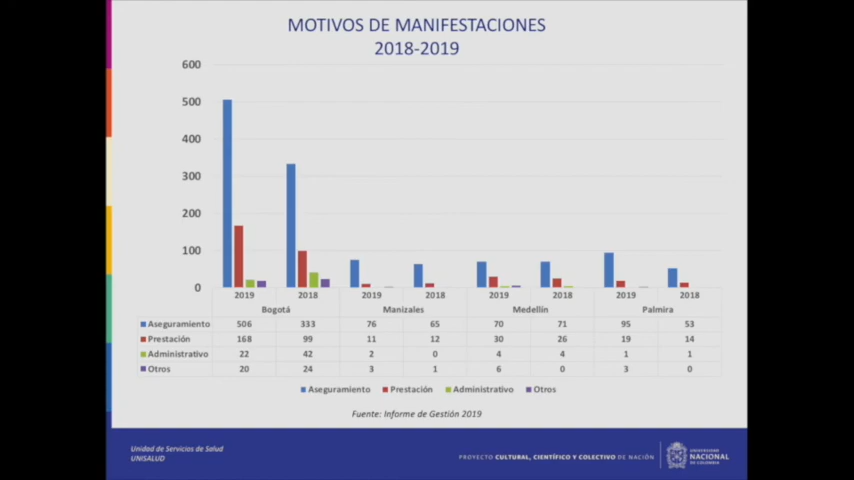 MOTIVOS DE MANIFESTACIONES
2018-2019
600
500
400
300
200
100
0
2019 2018 2019 2018 2019 2018 2019 2018
Bogotá Manizales Medellín Palmira
Aseguramiento 506 333 76 65 70 71 95 53
Prestación 168 99 11 12 30 26 19 14
Administrativo 22 42 2 0 4 4 1 1
Otros 20 24 3 1 6 0 3 0
Aseguramiento Prestación Administrativo Otros
Fuente: Informe de Gestión 2019
Unidad de Servicios de Salud
UNISALUD
PROYECTO CULTURAL, CIENTÍFICO Y COLECTIVO DE NACIÓN
UNIVERSIDAD
NACIONAL
DE COLOMBIA